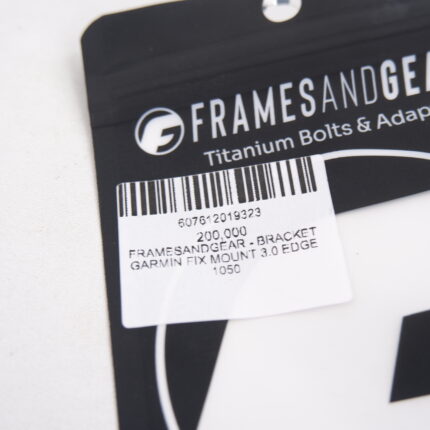 FRAMESANDGEA
Titanium Bolts & Adap
607612019323
200,000
FRAMESANDGEAR - BRACKET
GARMIN FIX MOUNT 3.0 EDGE
1050